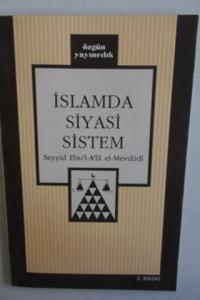 özgün
yayıncılık
İSLAMDA
SİYASİ
SİSTEM
Seyyid Ebu'l-A'lâ el-Mevdûdî
2. BASKI